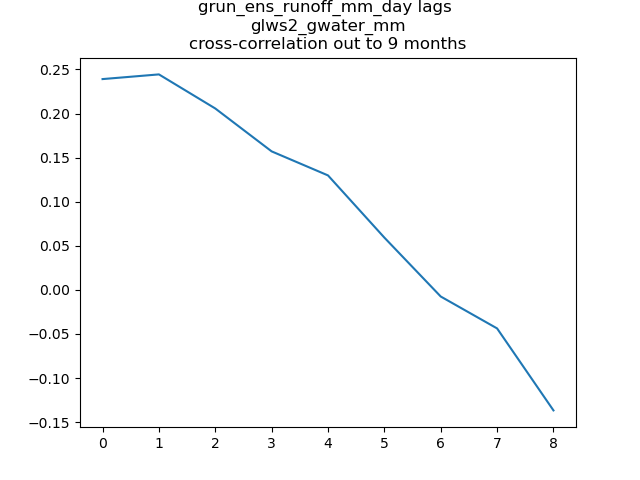 grun_ens_runoff_mm_day lags
glws2_gwater_mm
cross-correlation out to 9 months
0.25
0.20
0.15
0.10
0.05
0.00
−0.05
−0.10
−0.15
0 1 2 3 4 5 6 7 8